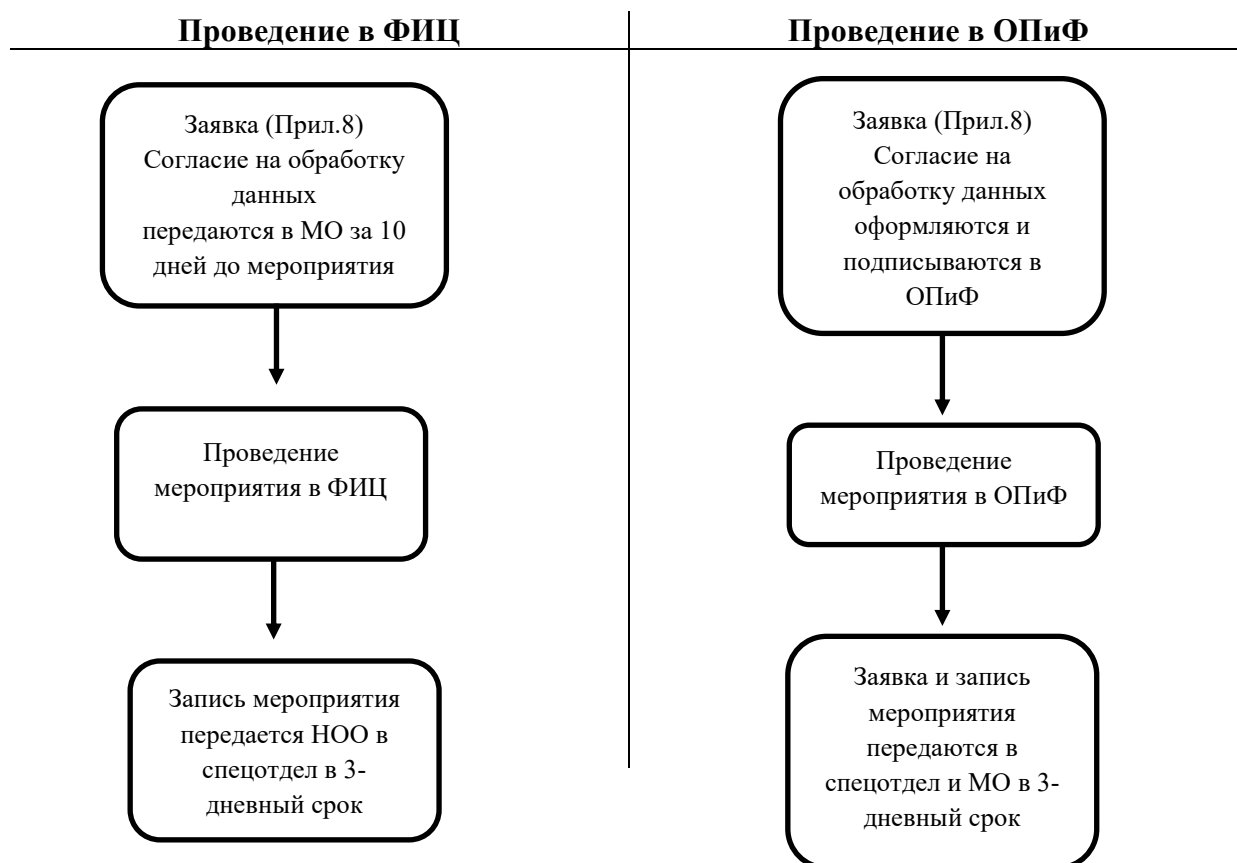 Проведение в ФИЦ
Заявка (Прил.8)
Согласие на обработку
данных
передаются в МО за 10
дней до мероприятия
Проведение
мероприятия в ФИЦ
Запись мероприятия
передается НОО в
спецотдел в 3-
дневный срок
Проведение в ОПиФ
Заявка (Прил.8)
Согласие на
обработку данных
оформляются и
подписываются в
ОПиФ
Проведение
мероприятия в ОПиФ
Заявка и запись
мероприятия
передаются в
спецотдел и МО в 3-
дневный срок